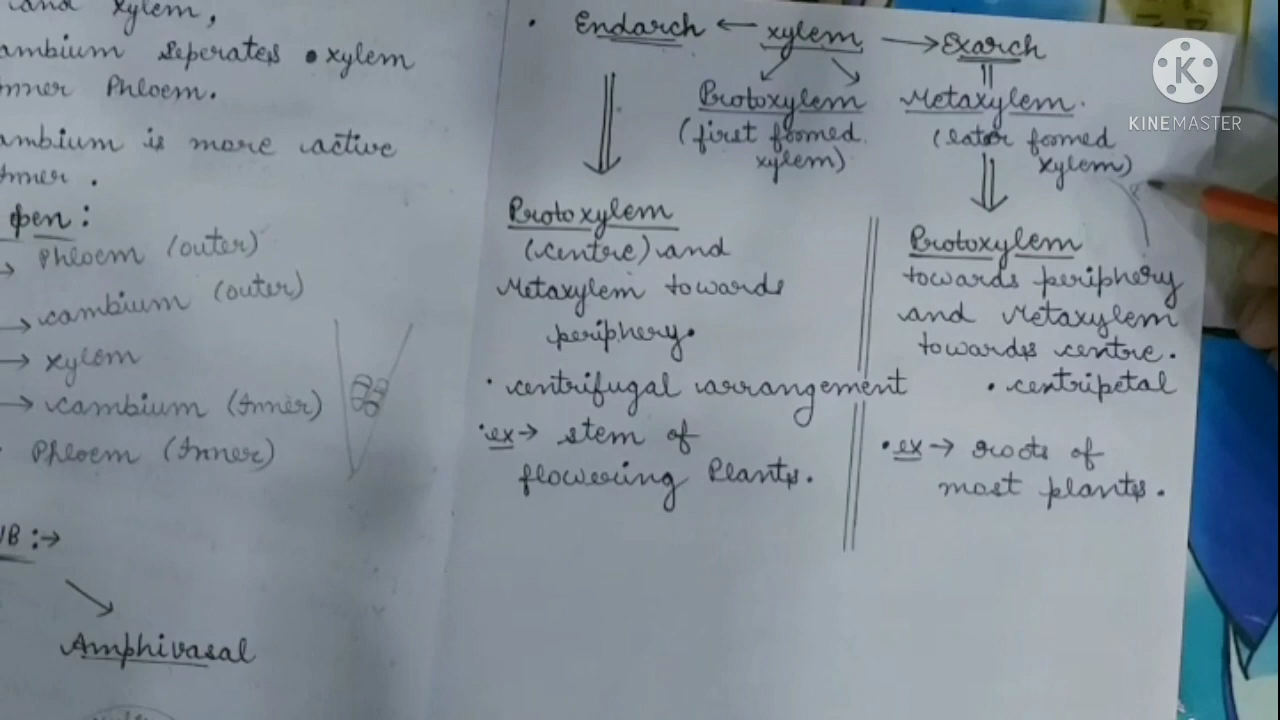 and xylem,
ambium seperates • xylem
nner Phloem.
ambium is more active
nner.
pen:
→ Phloem (outer)
→ cambium (outer)
→ xylem
→ cambium (Inner)
Phloem (Inner)
VB :→
Amphivasal
• Endarch ← xylem → Exarch
Protoxylem
(first formed
xylem)
Metaxylem.
(later formed
xylem)
Protoxylem
(centre) and
Metaxylem towards
periphery.
• centrifugal arrangement
• ex → stem of
flowering Plants.
Protoxylem
towards periphery
and Metaxylem
towards centre.
• centripetal
• ex → roots of
most plants.
K
KINEMASTER